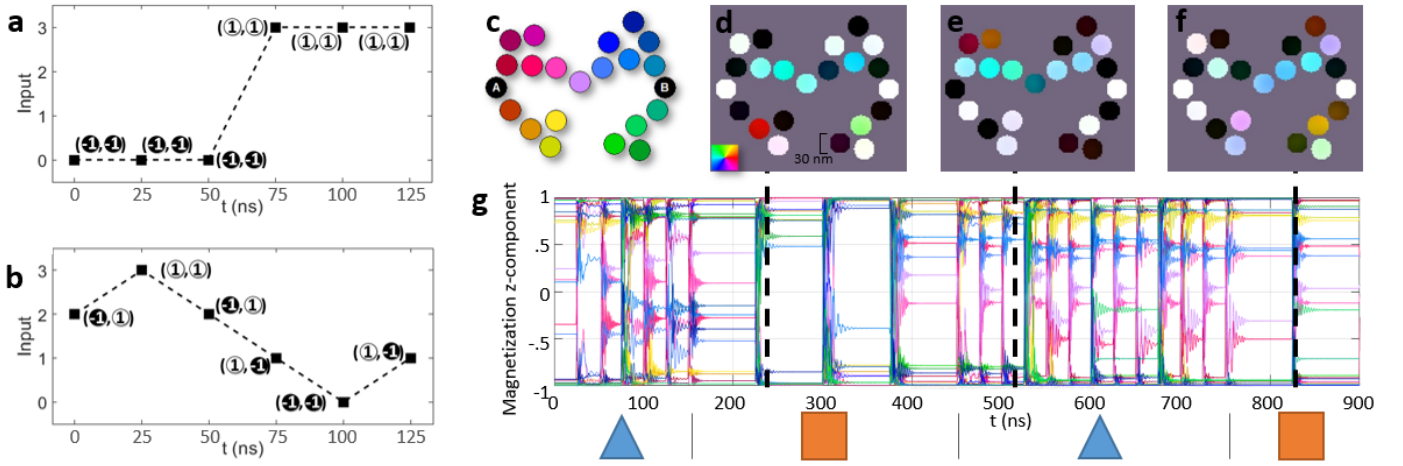 a
3
2
1
0
Input
(-1,-1)
(-1,-1)
(-1,-1)
(1,1)
(1,1)
(1,1)
0
25
50
75
100
125
t (ns)
b
3
2
1
0
Input
(-1,1)
(1,1)
(-1,1)
(1,-1)
(-1,-1)
(1,-1)
0
25
50
75
100
125
t (ns)
c
A
B
d
30 nm
e
f
g
Magnetization z-component
1
.5
0
-.5
-1
0
100
200
300
400
500
600
700
800
900
t (ns)